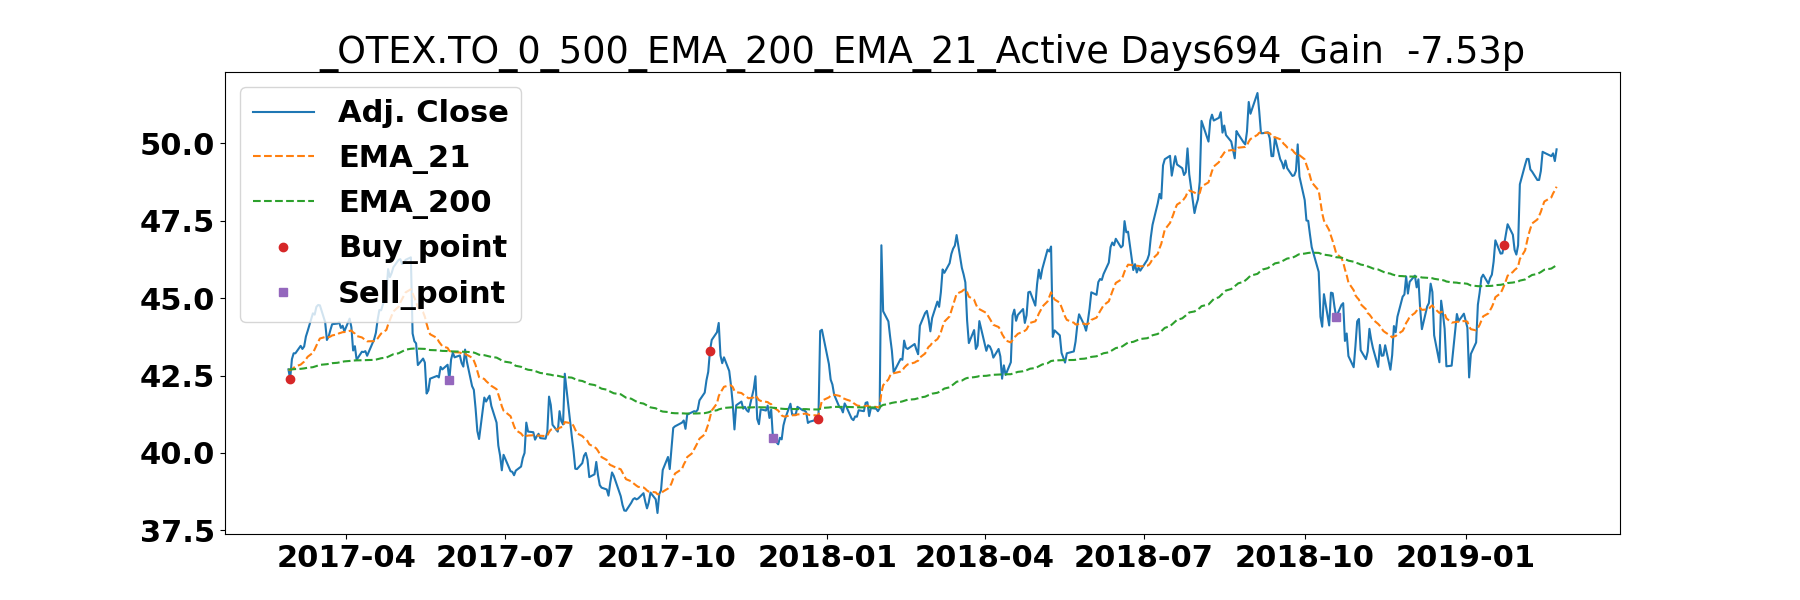 _OTEX.TO_0_500_EMA_200_EMA_21_Active Days694_Gain  -7.53p
Adj. Close
EMA_21
EMA_200
Buy_point
Sell_point
50.0
47.5
45.0
42.5
40.0
37.5
2017-04 2017-07 2017-10 2018-01 2018-04 2018-07 2018-10 2019-01